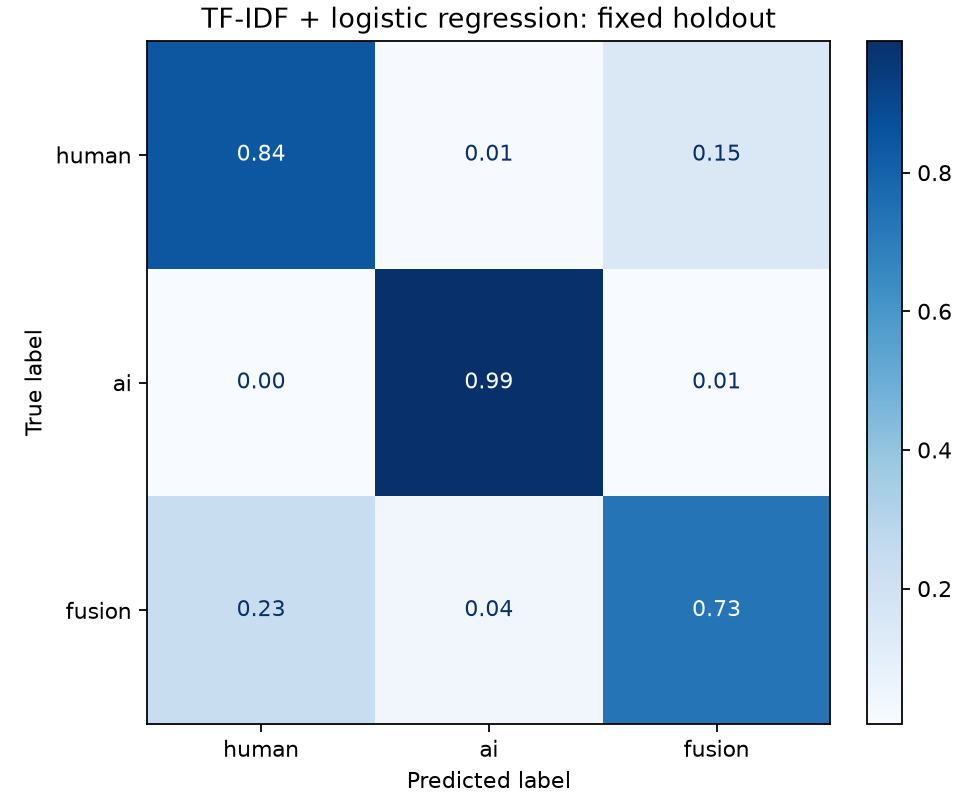 TF-IDF + logistic regression: fixed holdout
human 0.84 0.01 0.15
0.8
0.6
True label
ai 0.00 0.99 0.01
0.4
0.2
fusion 0.23 0.04 0.73
human ai fusion
Predicted label